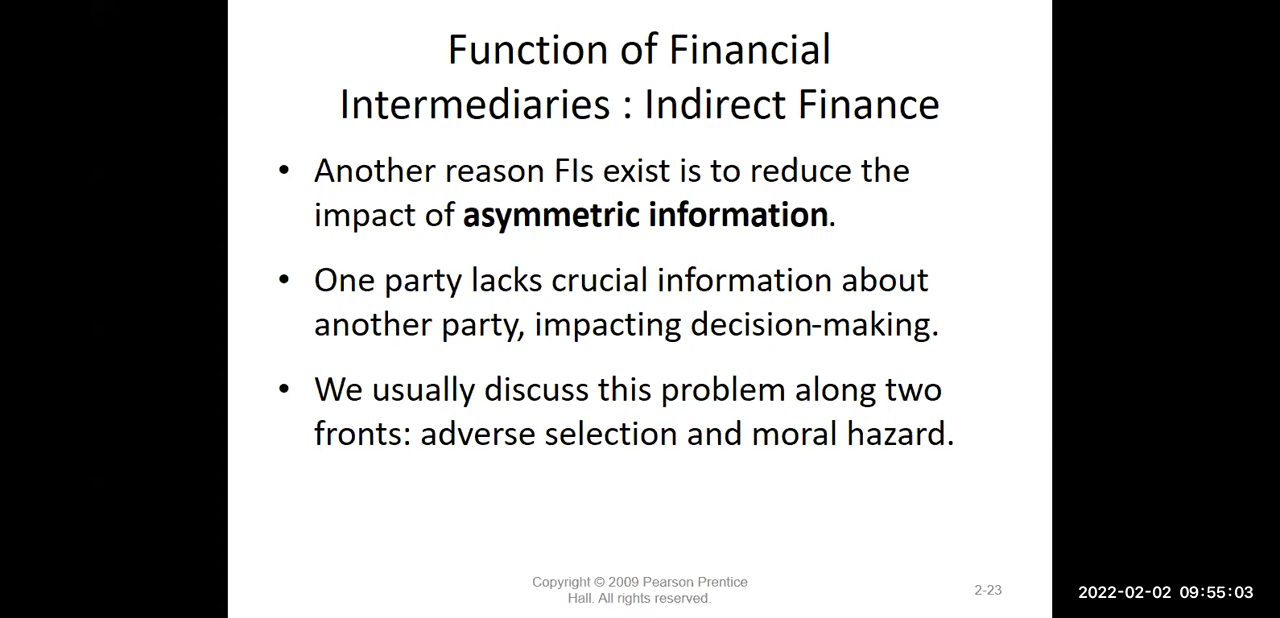 Function of Financial
Intermediaries : Indirect Finance
• Another reason FIs exist is to reduce the
impact of asymmetric information.
• One party lacks crucial information about
another party, impacting decision-making.
• We usually discuss this problem along two
fronts: adverse selection and moral hazard.
Copyright © 2009 Pearson Prentice
Hall. All rights reserved.
2-23
2022-02-02 09:55:03